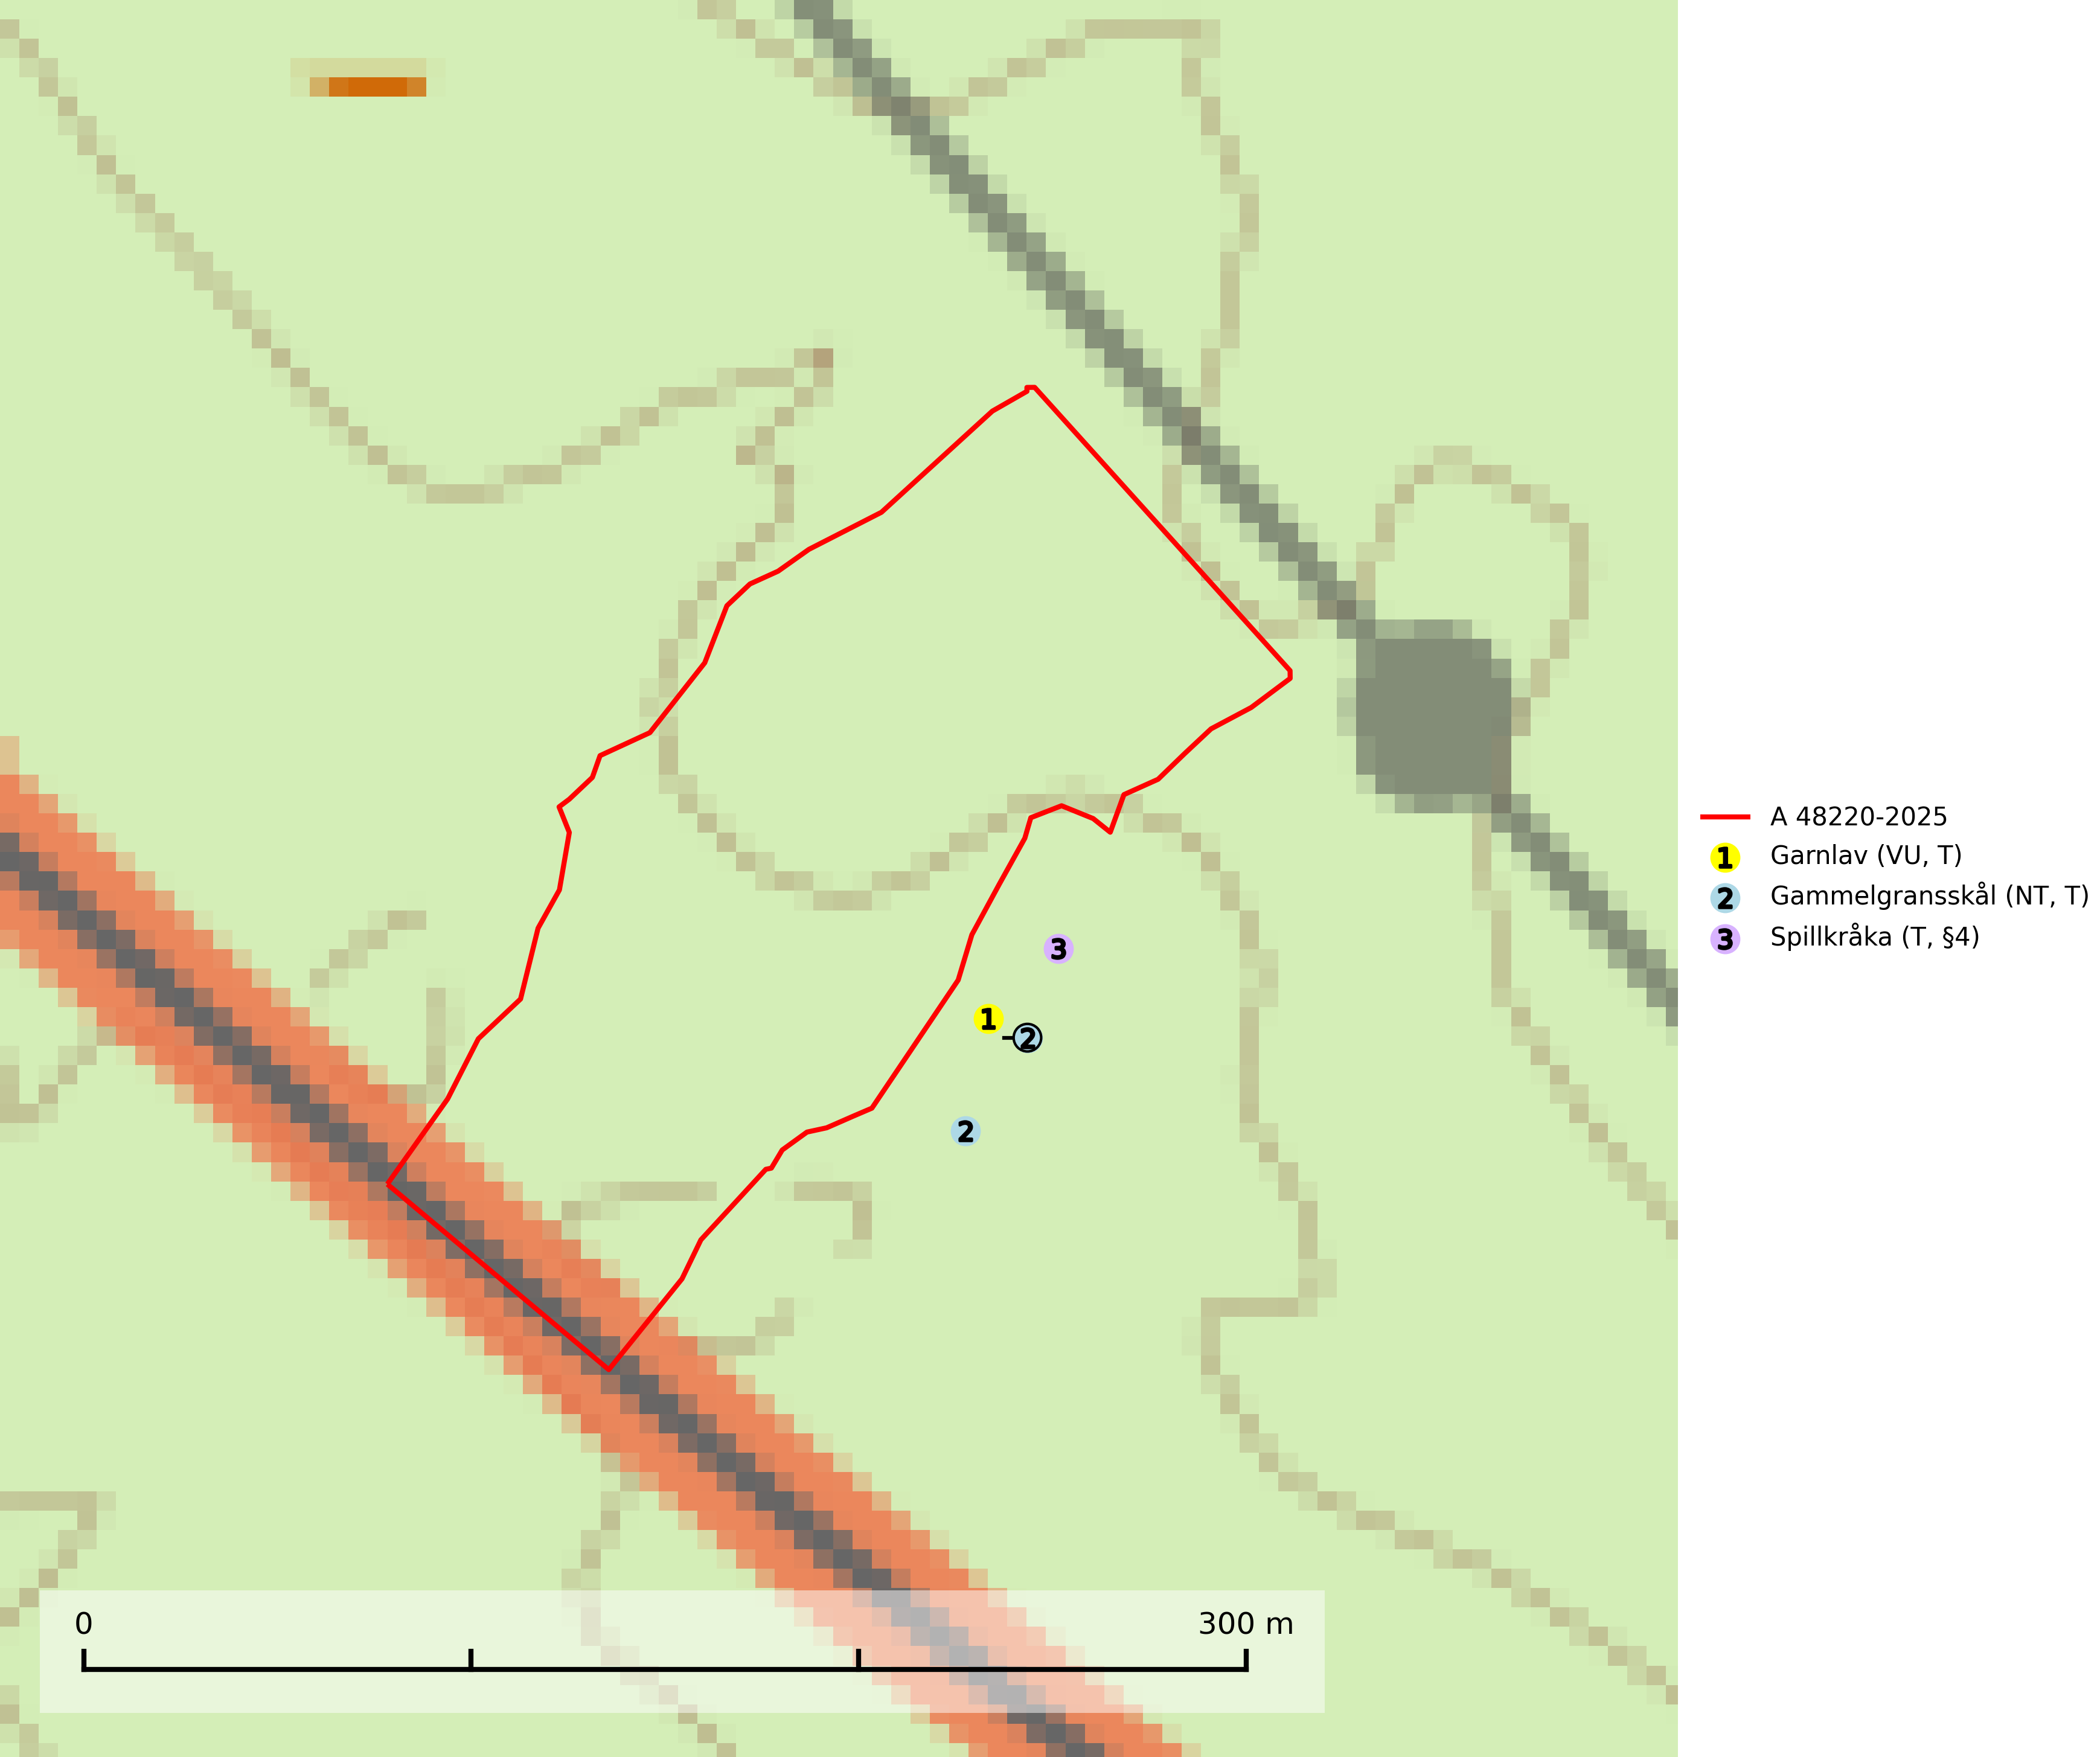 3
1
2
2
A 48220-2025
1 Garnlav (VU, T)
2 Gammelgransskål (NT, T)
3 Spillkråka (T, §4)
0 300 m